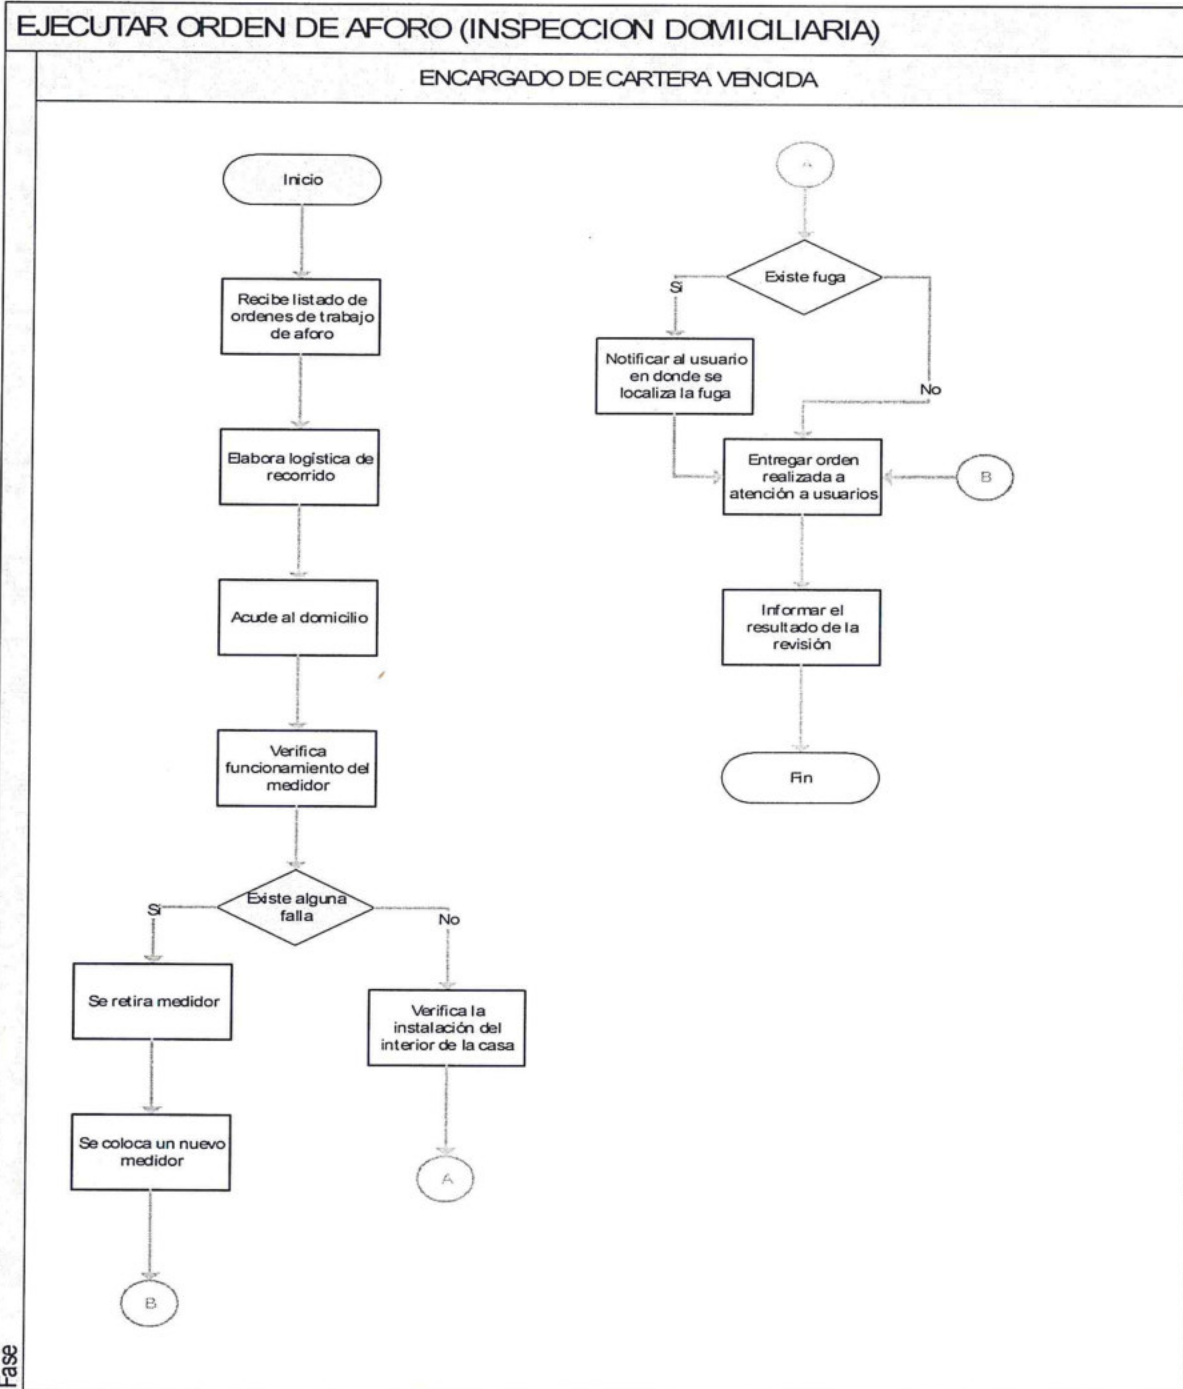 EJECUTAR ORDEN DE AFORO (INSPECCION DOMICILIARIA)
ENCARGADO DE CARTERA VENCIDA
Inicio
Recibe listado de
ordenes de trabajo
de aforo
Elabora logística de
recorrido
Acude al domicilio
Verifica
funcionamiento del
medidor
Existe alguna
falla
Si
No
Se retira medidor
Verifica la
instalación del
interior de la casa
Se coloca un nuevo
medidor
A
B
A
Existe fuga
Si
Notificar al usuario
en donde se
localiza la fuga
No
Entregar orden
realizada a
atención a usuarios
B
Informar el
resultado de la
revisión
Fin
Fase